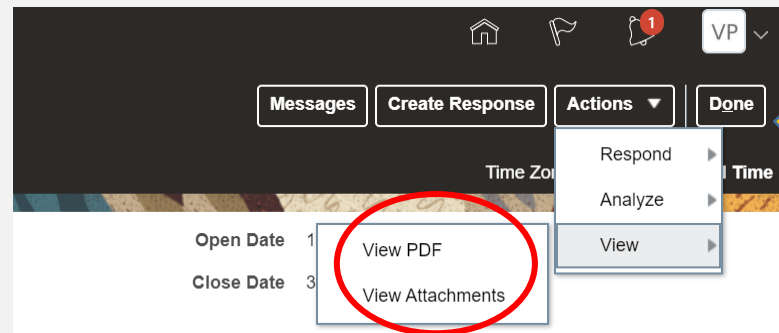 1
VP
Messages Create Response Actions Done
Respond
Time Zo Time
Analyze
Open Date 1
View PDF
View
Close Date 3
View Attachments